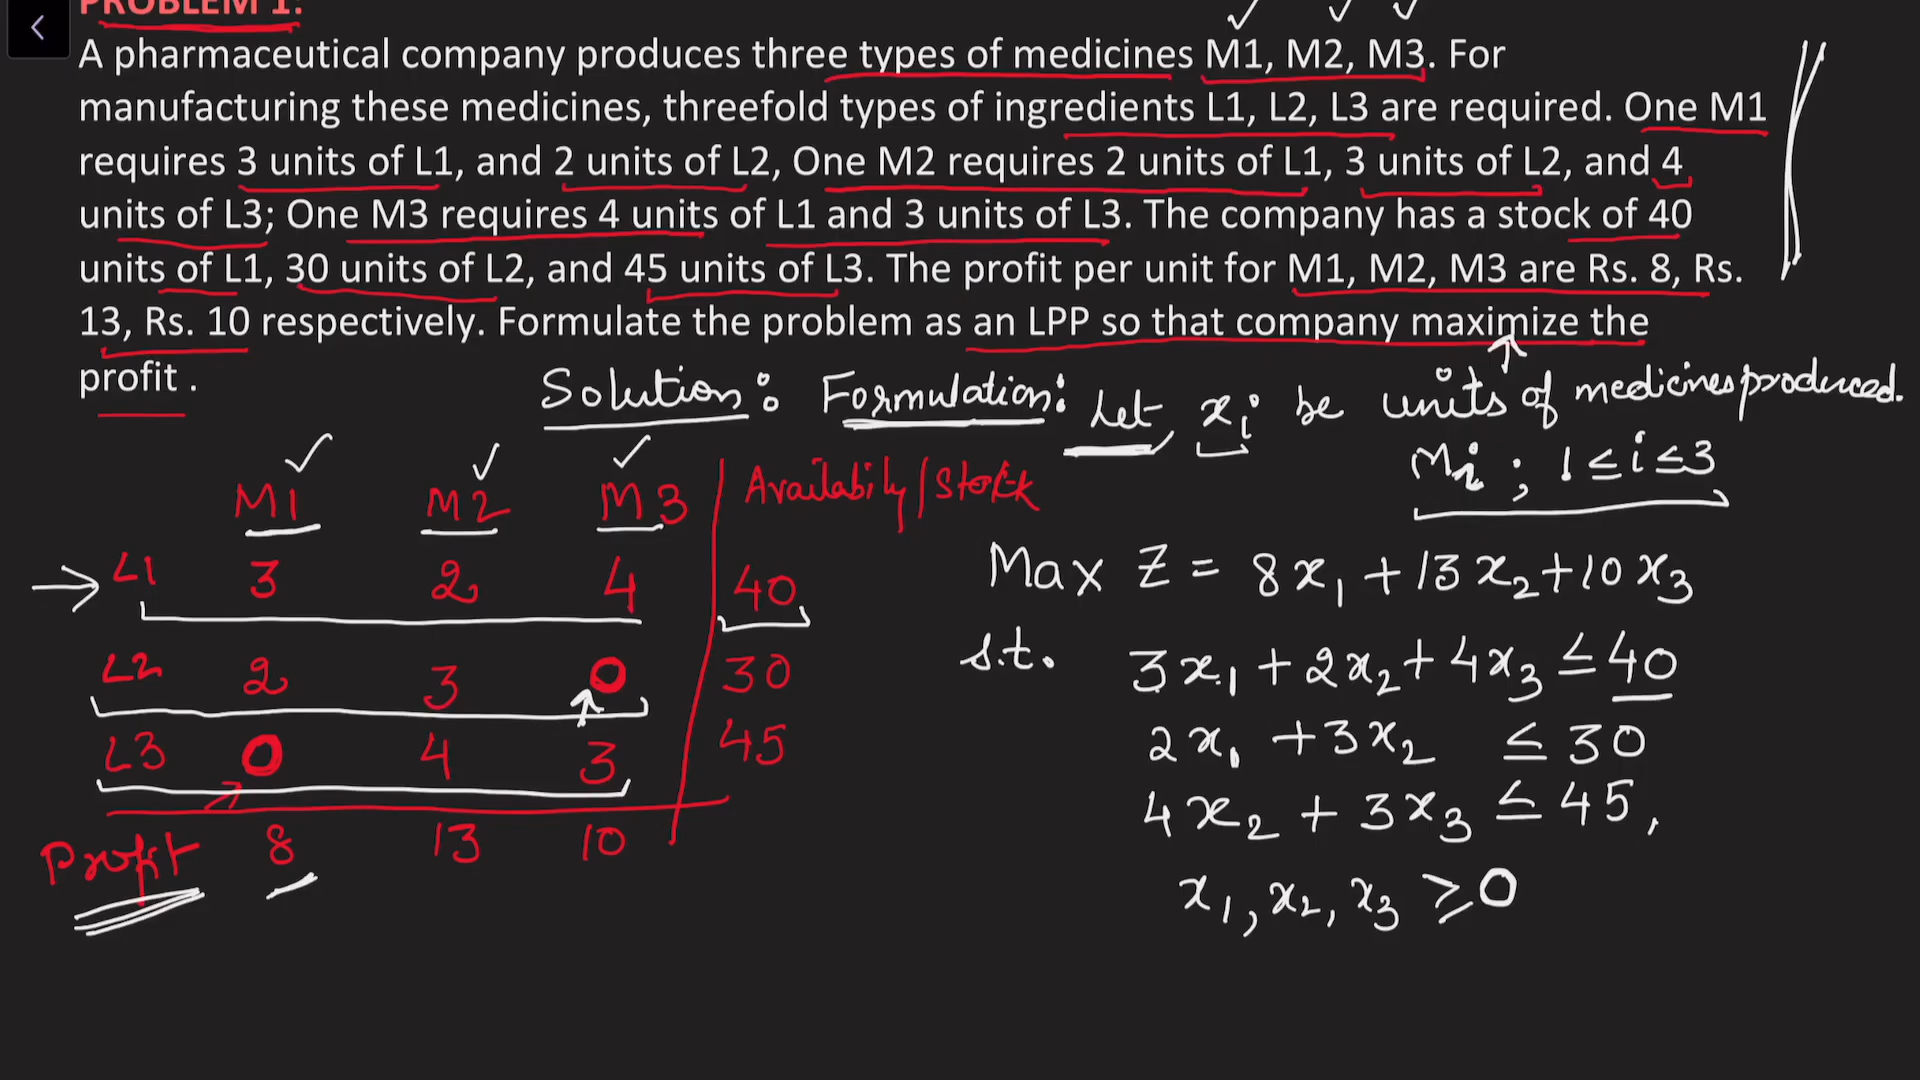 PROBLEM 1:
A pharmaceutical company produces three types of medicines M1, M2, M3. For
manufacturing these medicines, threefold types of ingredients L1, L2, L3 are required. One M1
requires 3 units of L1, and 2 units of L2, One M2 requires 2 units of L1, 3 units of L2, and 4
units of L3; One M3 requires 4 units of L1 and 3 units of L3. The company has a stock of 40
units of L1, 30 units of L2, and 45 units of L3. The profit per unit for M1, M2, M3 are Rs. 8, Rs.
13, Rs. 10 respectively. Formulate the problem as an LPP so that company maximize the
profit .
Solution: Formulation: Let xi be units of medicines produced.
Mi ; 1 ≤ i ≤ 3
M1 M2 M3 Availabily/Stock
L1 3 2 4 40
L2 2 3 0 30
L3 0 4 3 45
Profit 8 13 10
Max Z = 8x₁ + 13x₂ + 10x₃
s.t. 3x₁ + 2x₂ + 4x₃ ≤ 40
2x₁ + 3x₂ ≤ 30
4x₂ + 3x₃ ≤ 45,
x₁, x₂, x₃ ≥ 0